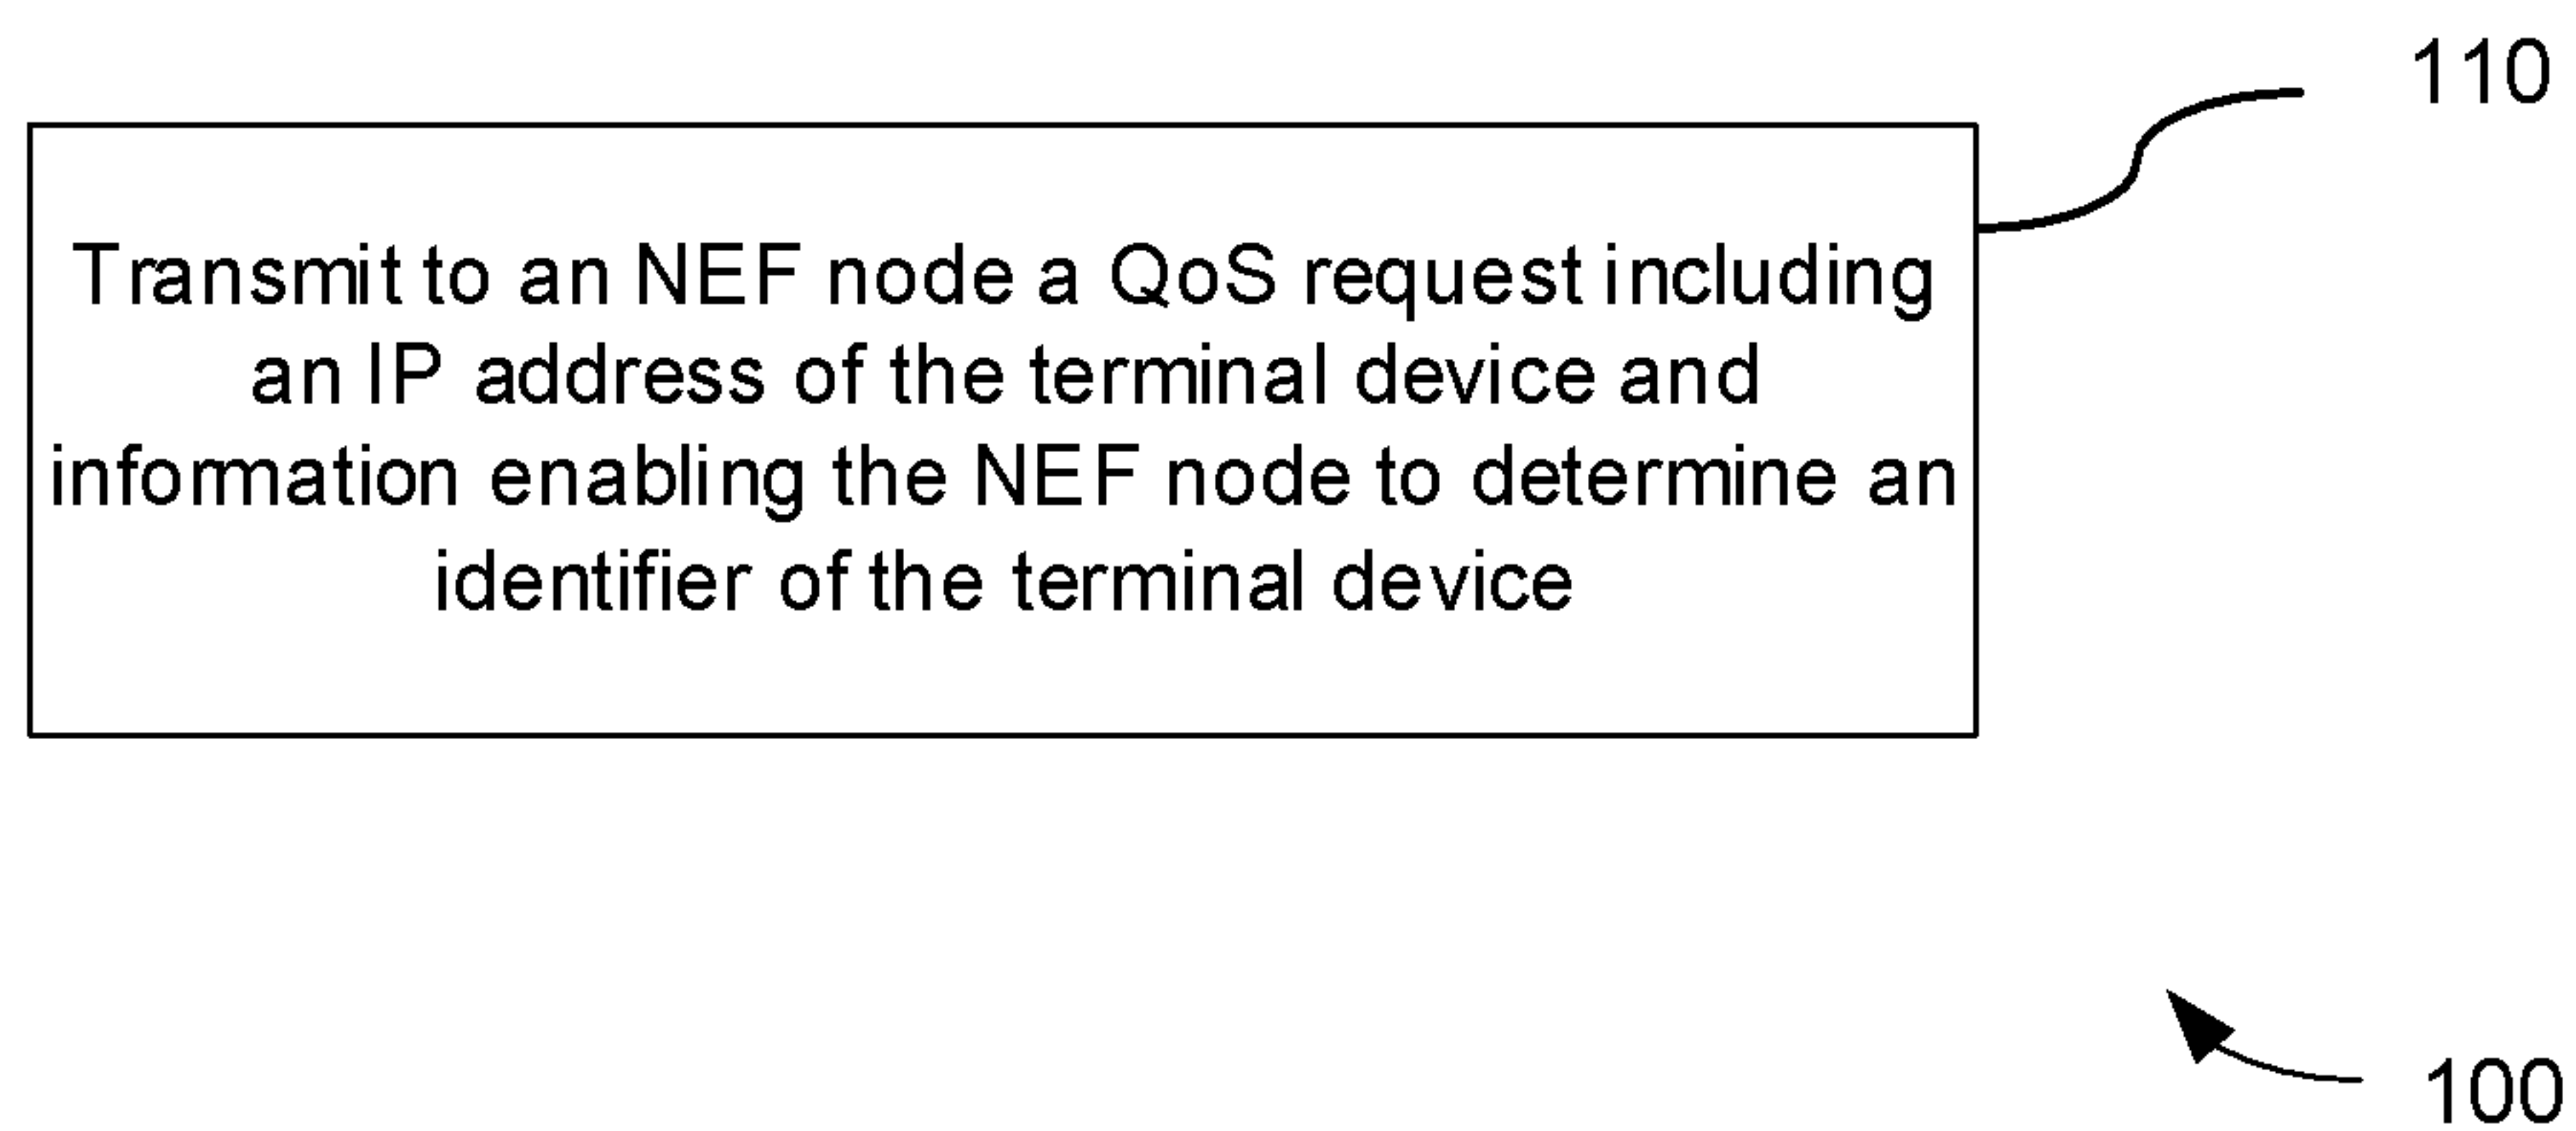 110
Transmit to an NEF node a QoS request including
an IP address of the terminal device and
information enabling the NEF node to determine an
identifier of the terminal device
100